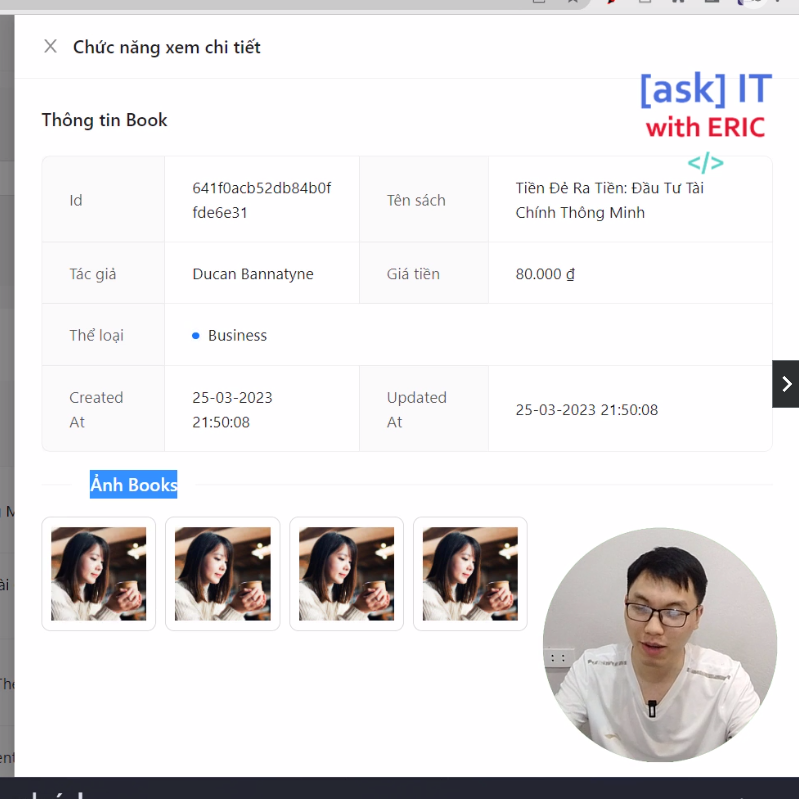 Chức năng xem chi tiết
[ask] IT
with ERIC
</>
Thông tin Book
Id
641f0acb52db84b0f
fde6e31
Tên sách
Tiền Đẻ Ra Tiền: Đầu Tư Tài
Chính Thông Minh
Tác giả
Ducan Bannatyne
Giá tiền
80.000 ₫
Thể loại
Business
Created
At
25-03-2023
21:50:08
Updated
At
25-03-2023 21:50:08
Ảnh Books